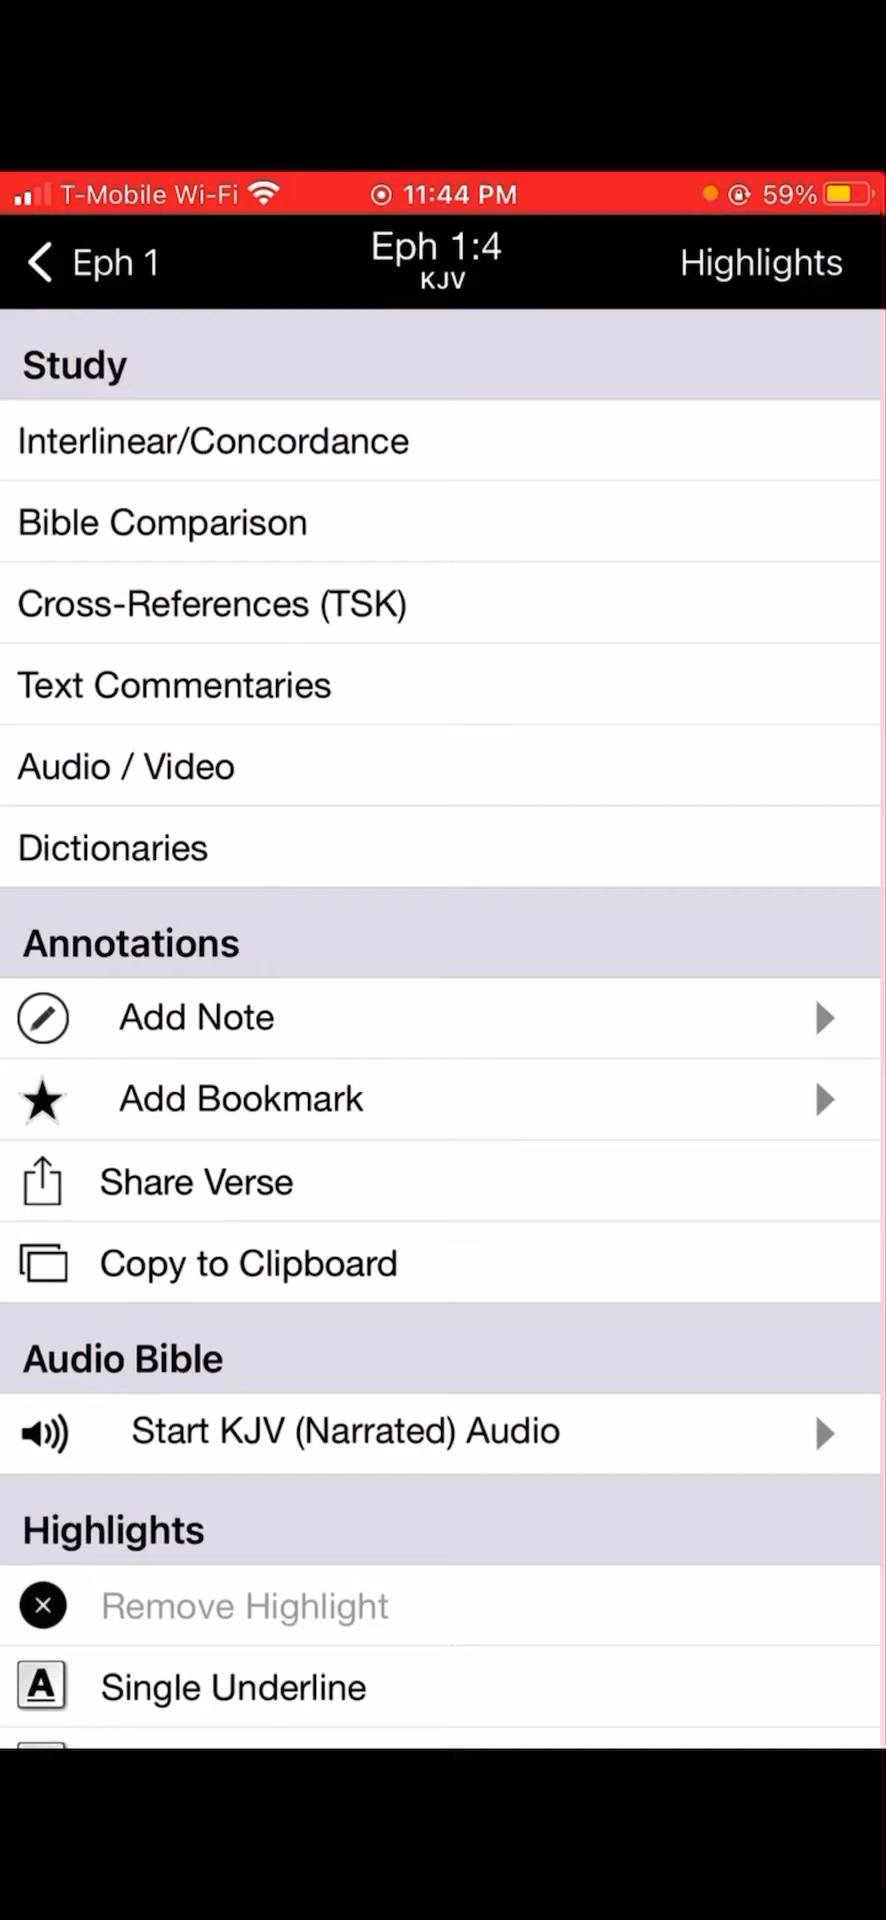 T-Mobile Wi-Fi 11:44 PM 59%
Eph 1 Eph 1:4 Highlights
KJV
Study
Interlinear/Concordance
Bible Comparison
Cross-References (TSK)
Text Commentaries
Audio / Video
Dictionaries
Annotations
Add Note
Add Bookmark
Share Verse
Copy to Clipboard
Audio Bible
Start KJV (Narrated) Audio
Highlights
Remove Highlight
A Single Underline